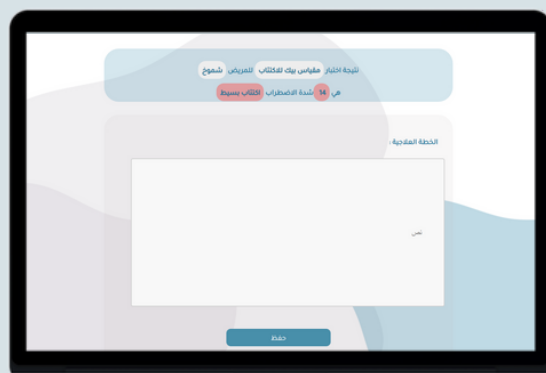 نتيجة اختبار مقياس بيك للاكتئاب للمريض شموخ
هي 14 شدة الاضطراب اكتئاب بسيط
الخطة العلاجية :
نص
حفظ